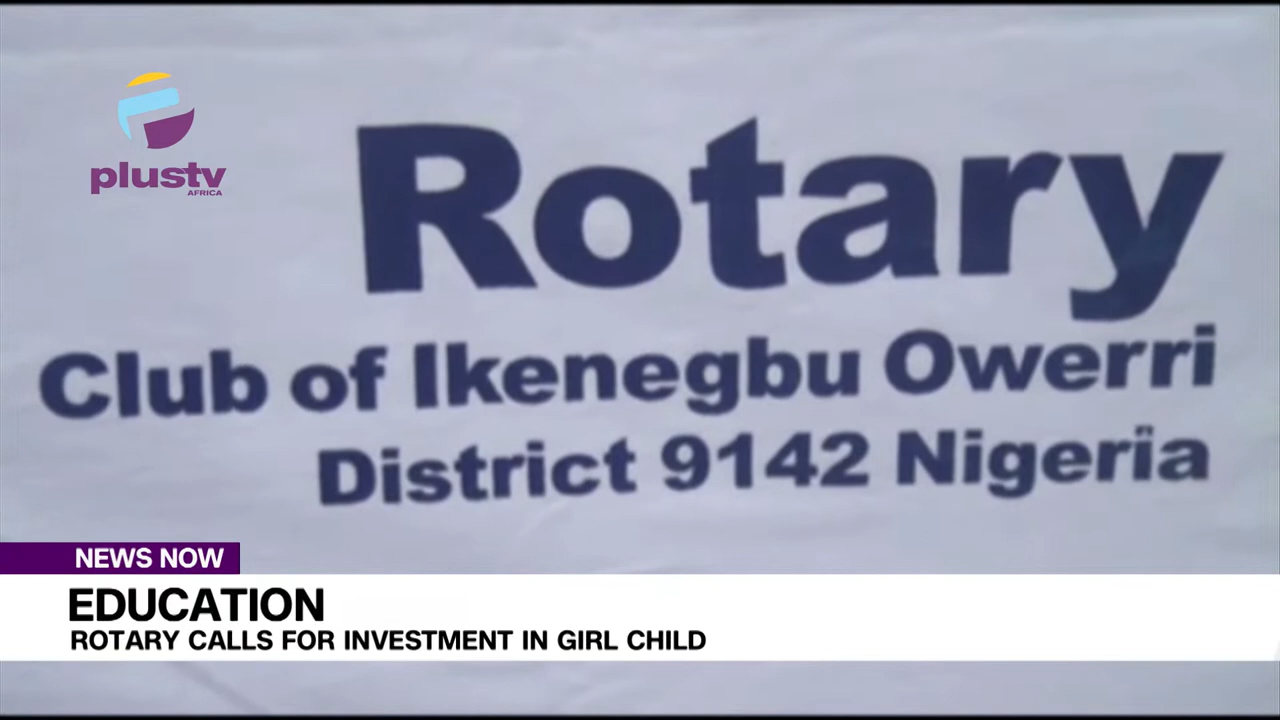 plustv
AFRICA
Rotary
Club of Ikenegbu Owerri
District 9142 Nigeria
NEWS NOW
EDUCATION
ROTARY CALLS FOR INVESTMENT IN GIRL CHILD